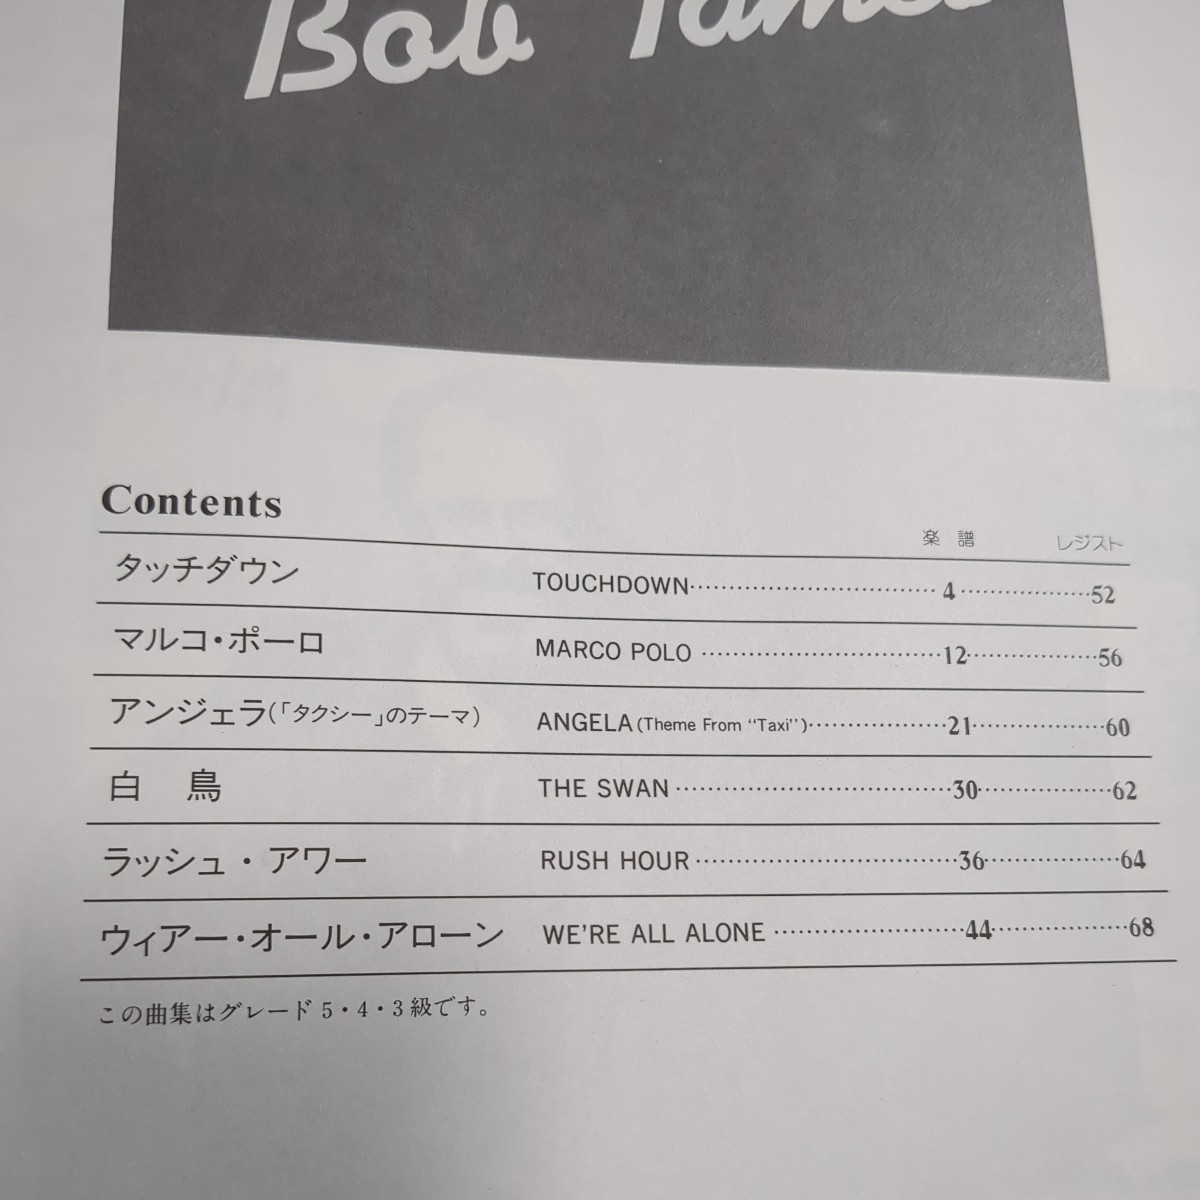 Bob James
Contents
楽譜 レジスト
タッチダウン TOUCHDOWN 4 52
マルコ・ポーロ MARCO POLO 12 56
アンジェラ(「タクシー」のテーマ) ANGELA (Theme From "Taxi") 21 60
白鳥 THE SWAN 30 62
ラッシュ・アワー RUSH HOUR 36 64
ウィアー・オール・アローン WE'RE ALL ALONE 44 68
この曲集はグレード5・4・3級です。